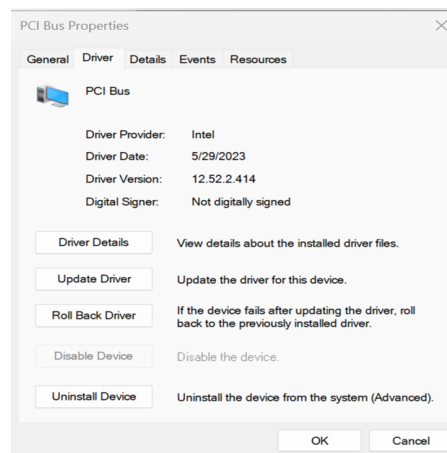 PCI Bus Properties
General Driver Details Events Resources
PCI Bus
Driver Provider: Intel
Driver Date: 5/29/2023
Driver Version: 12.52.2.414
Digital Signer: Not digitally signed
Driver Details View details about the installed driver files.
Update Driver Update the driver for this device.
Roll Back Driver If the device fails after updating the driver, roll
back to the previously installed driver.
Disable Device Disable the device.
Uninstall Device Uninstall the device from the system (Advanced).
OK Cancel